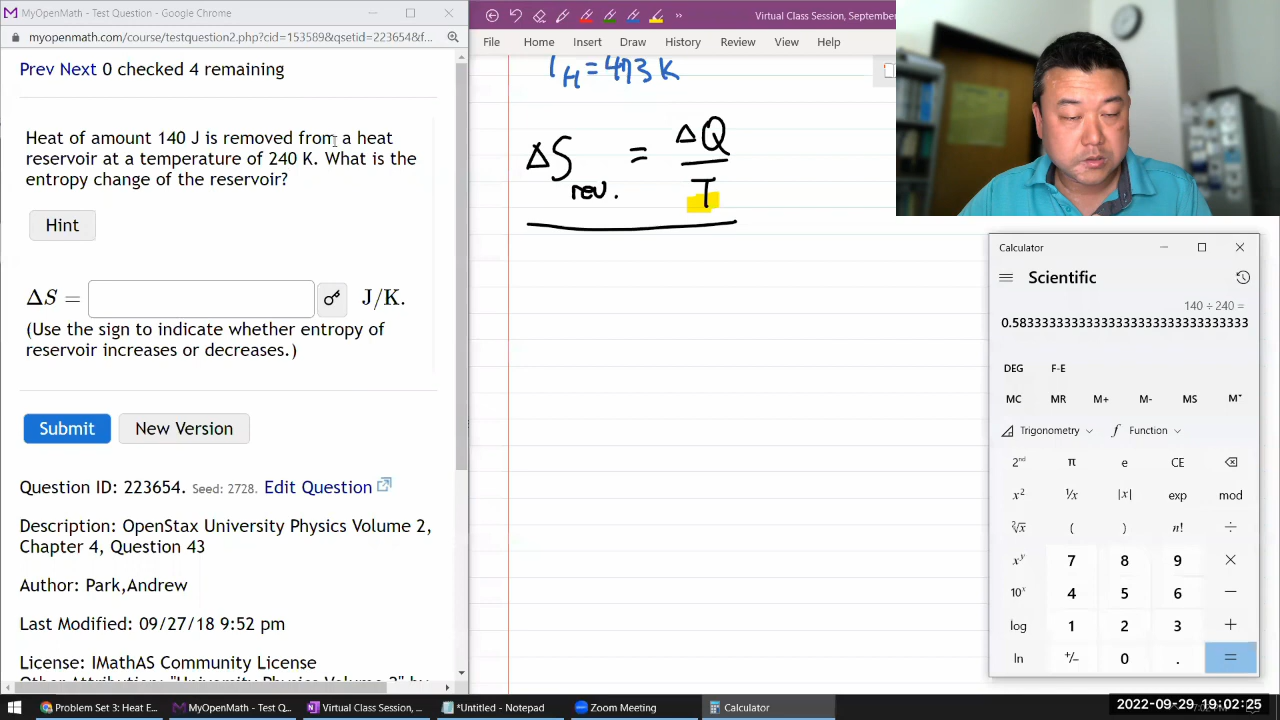 MyOpenMath - Test Question - Google Chrome
myopenmath.com/course/testquestion2.php?cid=153589&qsetid=223654&f...
Prev Next 0 checked 4 remaining
Heat of amount 140 J is removed from a heat
reservoir at a temperature of 240 K. What is the
entropy change of the reservoir?
Hint
ΔS = J/K.
(Use the sign to indicate whether entropy of
reservoir increases or decreases.)
Submit New Version
Question ID: 223654. Seed: 2728. Edit Question
Description: OpenStax University Physics Volume 2,
Chapter 4, Question 43
Author: Park,Andrew
Last Modified: 09/27/18 9:52 pm
License: IMathAS Community License
Virtual Class Session, September
File Home Insert Draw History Review View Help
T_H = 473 K
ΔS rev. = ΔQ / T
Calculator
Scientific
140 ÷ 240 =
0.58333333333333333333333333333333
DEG F-E
MC MR M+ M- MS M˅
Trigonometry f Function
2nd π e CE
x² ¹/x |x| exp mod
²√x ( ) n! ÷
xʸ 7 8 9 ×
10ˣ 4 5 6 −
log 1 2 3 +
ln +/− 0 . =
Problem Set 3: Heat E... MyOpenMath - Test Q... Virtual Class Session, ... *Untitled - Notepad Zoom Meeting Calculator
2022-09-29 19:02:25